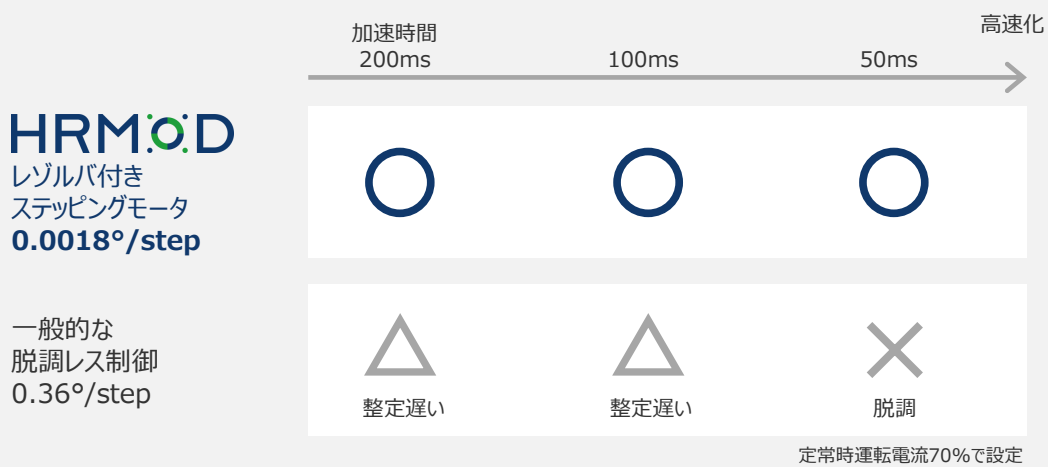 加速時間
200ms
100ms
50ms
高速化
HRMOD
レゾルバ付き
ステッピングモータ
0.0018°/step
一般的な
脱調レス制御
0.36°/step
整定遅い
整定遅い
脱調
定常時運転電流70%で設定